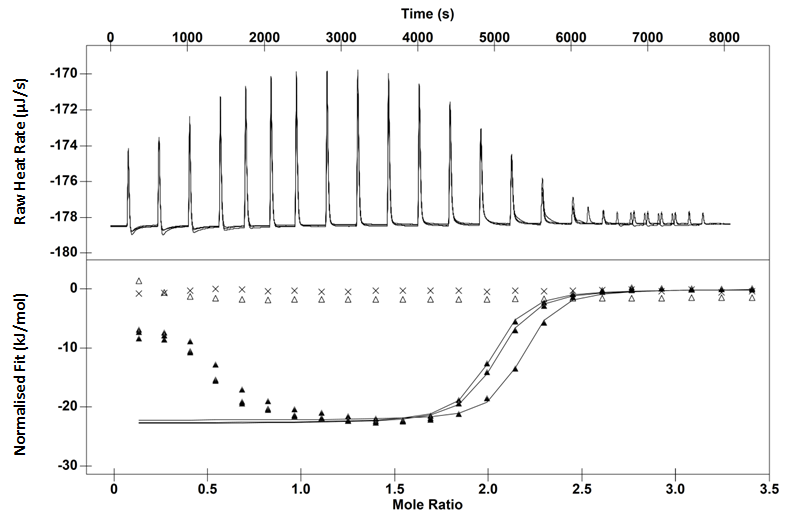 Time (s)
0 1000 2000 3200 4000 5000 6000 7000 8000
Raw Heat Rate (µJ/s)
-170
-172
-174
-176
-178
-180
Normalised Fit (kJ/mol)
0
-10
-20
-30
0 0.5 1.0 1.5 2.0 2.5 3.0 3.5
Mole Ratio